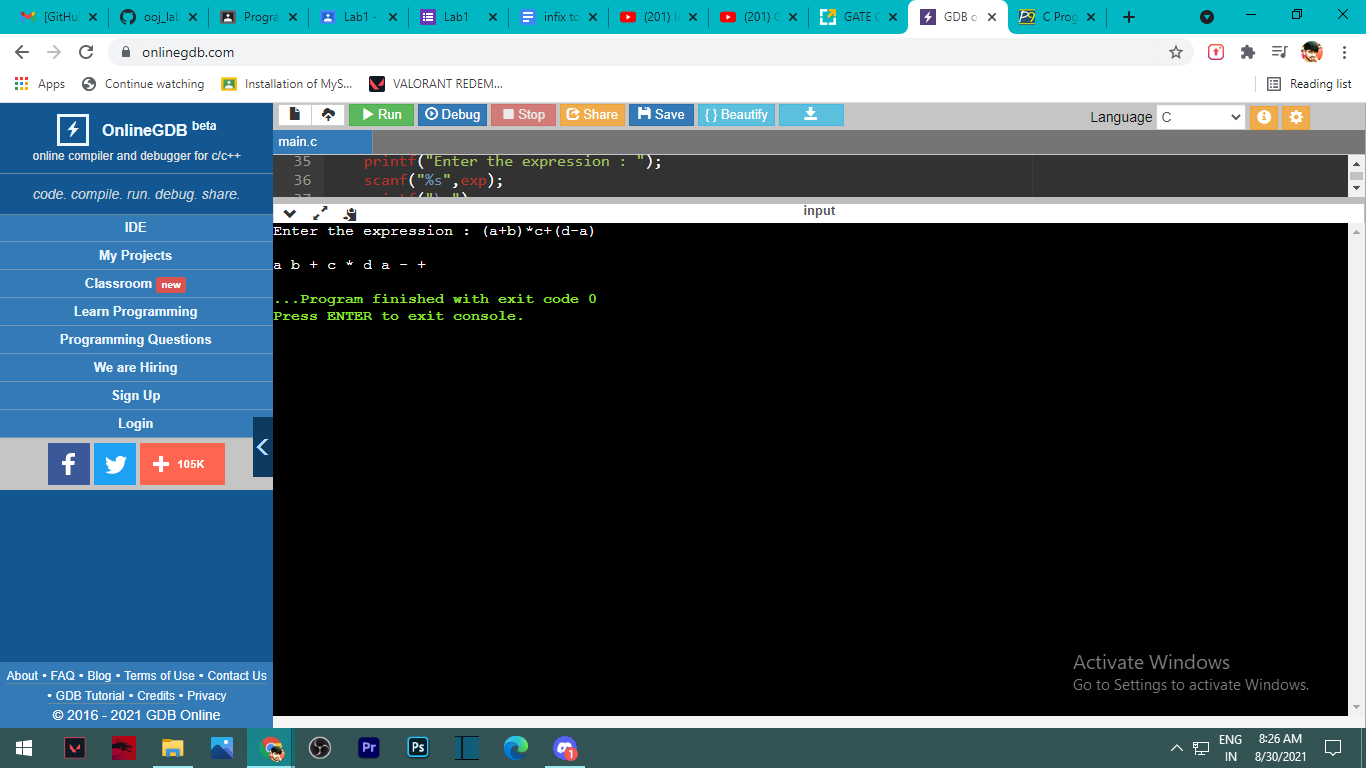 [GitHu
ooj_lab
Progra
Lab1 -
Lab1
infix to
(201) I
(201) G
GATE C
GDB o
C Prog
onlinegdb.com
Apps
Continue watching
Installation of MyS...
VALORANT REDEM...
Reading list
OnlineGDB beta
online compiler and debugger for c/c++
code. compile. run. debug. share.
IDE
My Projects
Classroom new
Learn Programming
Programming Questions
We are Hiring
Sign Up
Login
105K
About • FAQ • Blog • Terms of Use • Contact Us
• GDB Tutorial • Credits • Privacy
© 2016 - 2021 GDB Online
Run
Debug
Stop
Share
Save
{ } Beautify
Language C
main.c
35 printf("Enter the expression : ");
36 scanf("%s",exp);
input
Enter the expression : (a+b)*c+(d-a)
a b + c * d a - +
...Program finished with exit code 0
Press ENTER to exit console.
Activate Windows
Go to Settings to activate Windows.
Pr
Ps
1
ENG
IN
8:26 AM
8/30/2021